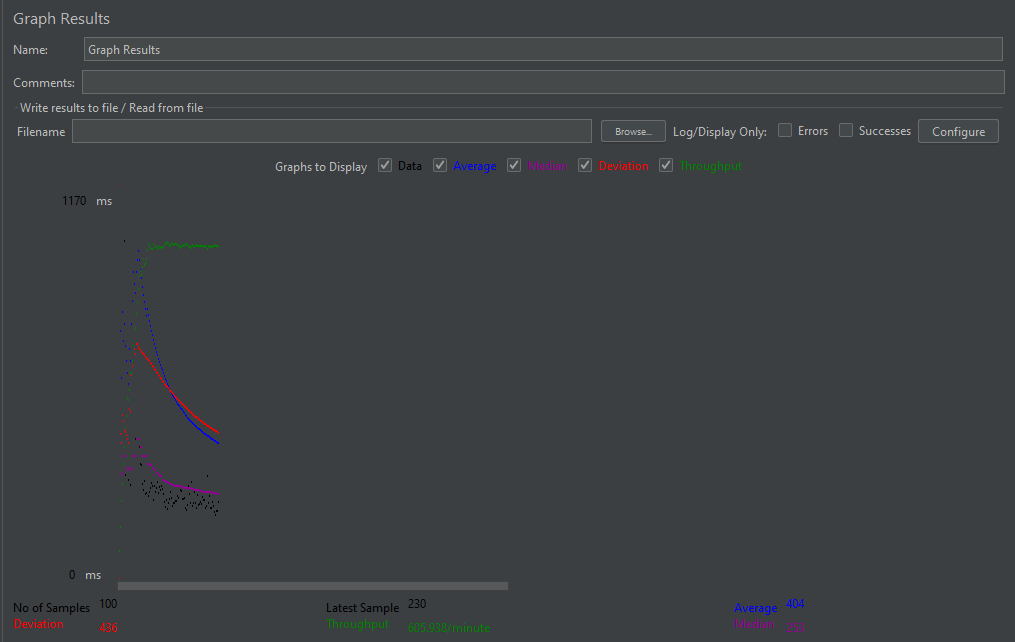 Graph Results
Name: Graph Results
Comments:
Write results to file / Read from file
Filename Browse... Log/Display Only: Errors Successes Configure
Graphs to Display Data Average Median Deviation Throughput
1170 ms
0 ms
No of Samples 100 Latest Sample 230 Average 404
Deviation 436 Throughput 605.938/minute Median